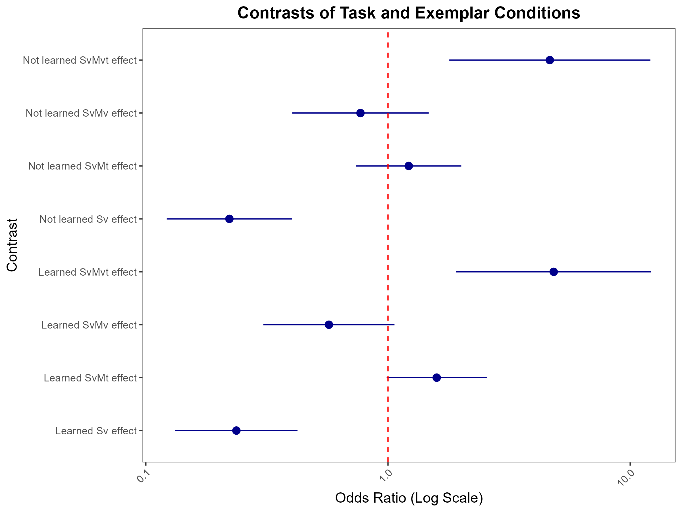 Contrasts of Task and Exemplar Conditions
Contrast
Not learned SvMvt effect
Not learned SvMv effect
Not learned SvMt effect
Not learned Sv effect
Learned SvMvt effect
Learned SvMv effect
Learned SvMt effect
Learned Sv effect
0.1
1.0
10.0
Odds Ratio (Log Scale)